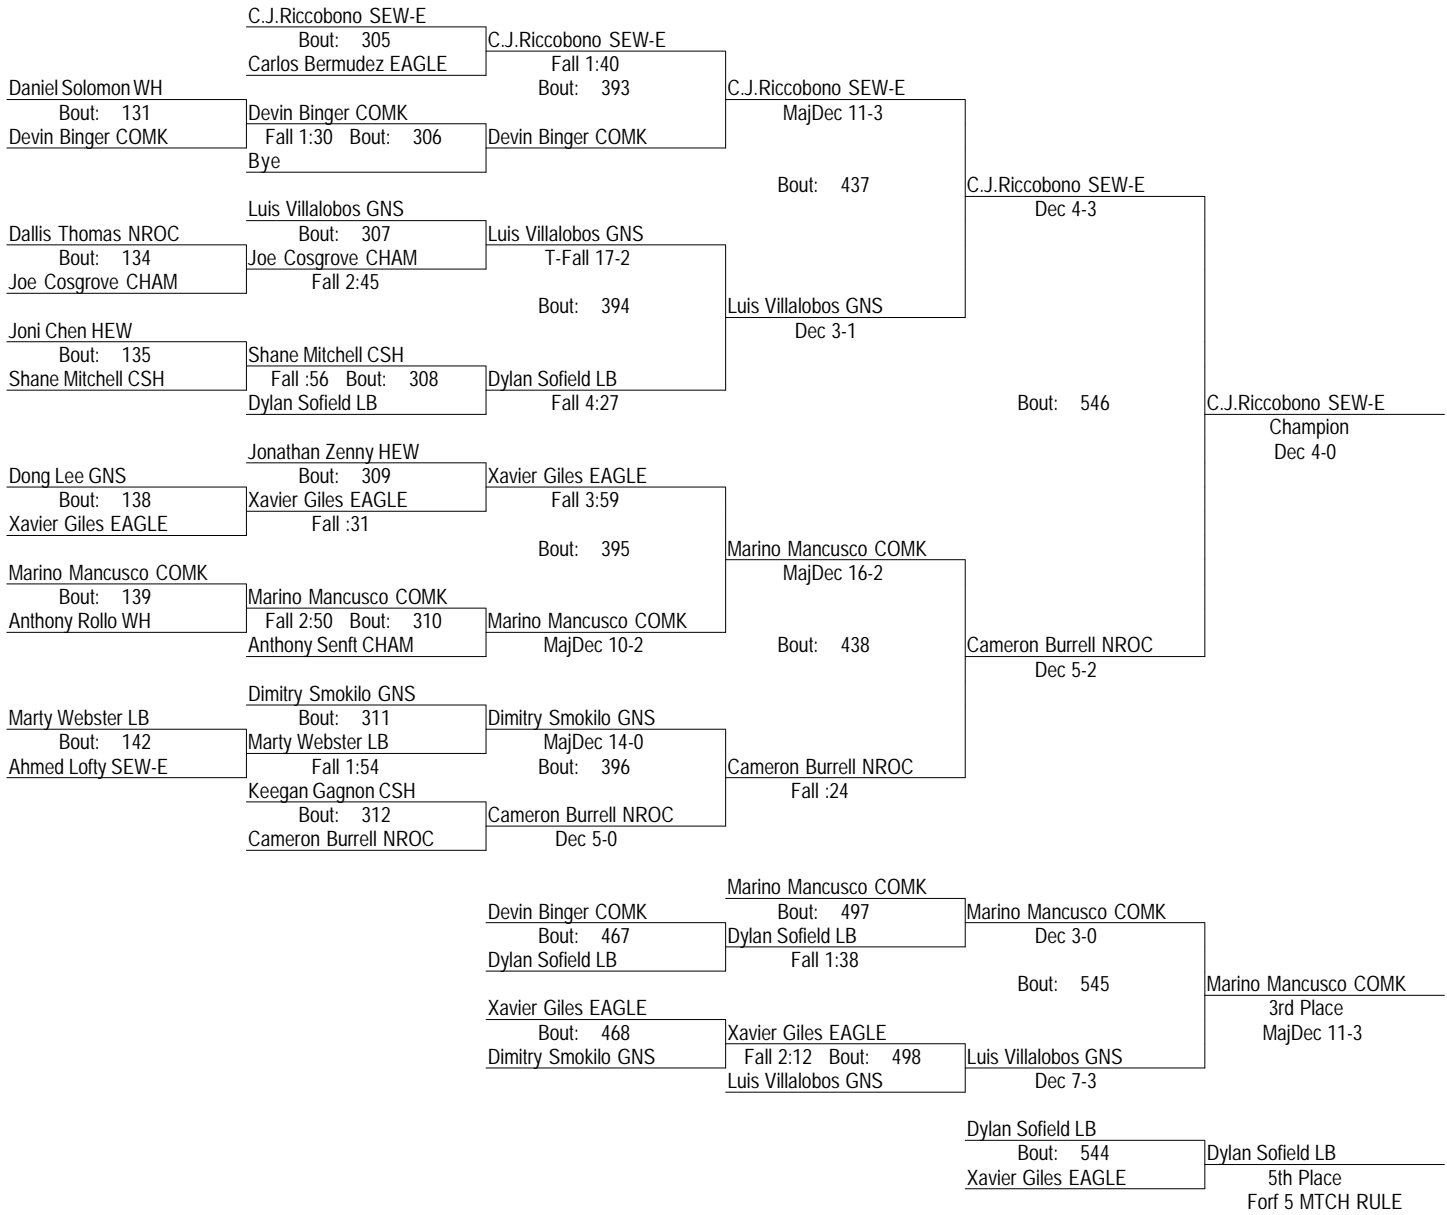 C.J.Riccobono SEW-E
Bout: 305
C.J.Riccobono SEW-E
Carlos Bermudez EAGLE
Fall 1:40
Daniel Solomon WH
Bout: 393
C.J.Riccobono SEW-E
Bout: 131
Devin Binger COMK
MajDec 11-3
Devin Binger COMK
Fall 1:30 Bout: 306
Devin Binger COMK
Bye
Bout: 437
C.J.Riccobono SEW-E
Luis Villalobos GNS
Dec 4-3
Dallis Thomas NROC
Bout: 307
Luis Villalobos GNS
Bout: 134
Joe Cosgrove CHAM
T-Fall 17-2
Joe Cosgrove CHAM
Fall 2:45
Bout: 394
Luis Villalobos GNS
Joni Chen HEW
Dec 3-1
Bout: 135
Shane Mitchell CSH
Shane Mitchell CSH
Fall :56 Bout: 308
Dylan Sofield LB
Dylan Sofield LB
Fall 4:27
Bout: 546
C.J.Riccobono SEW-E
Champion
Jonathan Zenny HEW
Dec 4-0
Dong Lee GNS
Bout: 309
Xavier Giles EAGLE
Bout: 138
Xavier Giles EAGLE
Fall 3:59
Xavier Giles EAGLE
Fall :31
Bout: 395
Marino Mancusco COMK
Marino Mancusco COMK
MajDec 16-2
Bout: 139
Marino Mancusco COMK
Anthony Rollo WH
Fall 2:50 Bout: 310
Marino Mancusco COMK
Anthony Senft CHAM
MajDec 10-2
Bout: 438
Cameron Burrell NROC
Dec 5-2
Dimitry Smokilo GNS
Marty Webster LB
Bout: 311
Dimitry Smokilo GNS
Bout: 142
Marty Webster LB
MajDec 14-0
Ahmed Lofty SEW-E
Fall 1:54
Bout: 396
Cameron Burrell NROC
Keegan Gagnon CSH
Fall :24
Bout: 312
Cameron Burrell NROC
Cameron Burrell NROC
Dec 5-0
Marino Mancusco COMK
Devin Binger COMK
Bout: 497
Marino Mancusco COMK
Bout: 467
Dylan Sofield LB
Dec 3-0
Dylan Sofield LB
Fall 1:38
Bout: 545
Marino Mancusco COMK
Xavier Giles EAGLE
3rd Place
Bout: 468
Xavier Giles EAGLE
MajDec 11-3
Dimitry Smokilo GNS
Fall 2:12 Bout: 498
Luis Villalobos GNS
Luis Villalobos GNS
Dec 7-3
Dylan Sofield LB
Bout: 544
Dylan Sofield LB
Xavier Giles EAGLE
5th Place
Forf 5 MTCH RULE